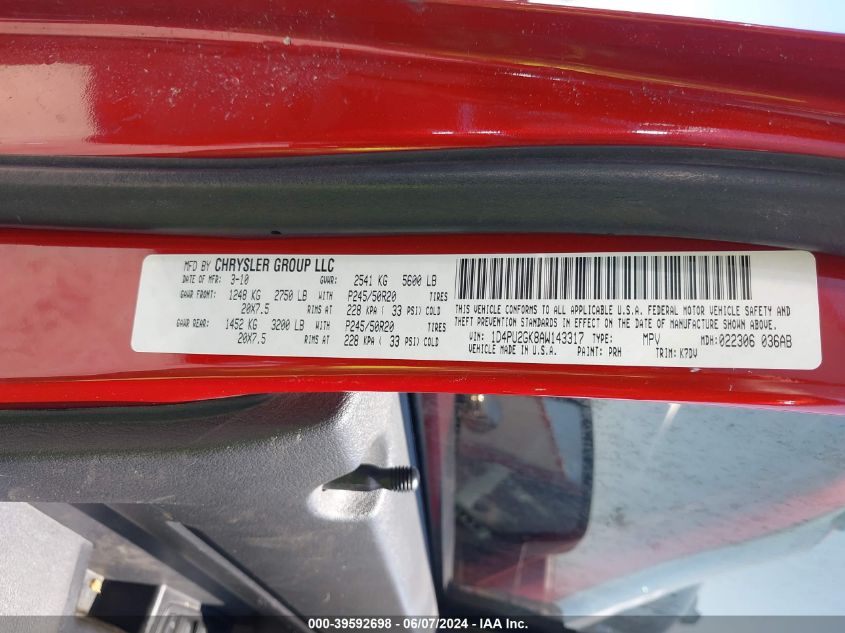 MFD BY CHRYSLER GROUP LLC
DATE OF MFR: 3-10 GVWR: 2541 KG 5600 LB
GAWR FRONT: 1248 KG 2750 LB WITH P245/50R20 TIRES
20X7.5 RIMS AT 228 KPA ( 33 PSI) COLD
GAWR REAR: 1452 KG 3200 LB WITH P245/50R20 TIRES
20X7.5 RIMS AT 228 KPA ( 33 PSI) COLD
THIS VEHICLE CONFORMS TO ALL APPLICABLE U.S.A. FEDERAL MOTOR VEHICLE SAFETY AND
THEFT PREVENTION STANDARDS IN EFFECT ON THE DATE OF MANUFACTURE SHOWN ABOVE.
VIN: 1D4PU2GK8AW143317 TYPE: MPV MDH: 022306 036AB
VEHICLE MADE IN U.S.A. PAINT: PRH TRIM: K7DV
000-39592698 - 06/07/2024 - IAA Inc.